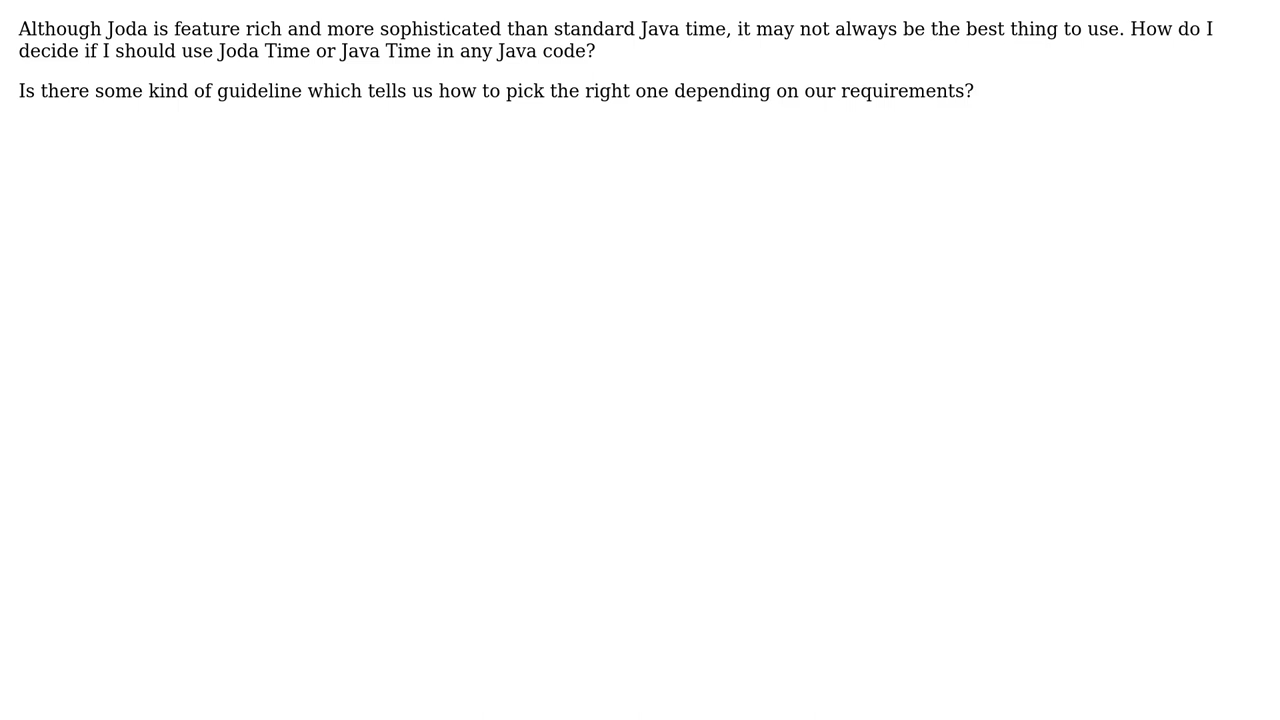 Although Joda is feature rich and more sophisticated than standard Java time, it may not always be the best thing to use. How do I
decide if I should use Joda Time or Java Time in any Java code?
Is there some kind of guideline which tells us how to pick the right one depending on our requirements?